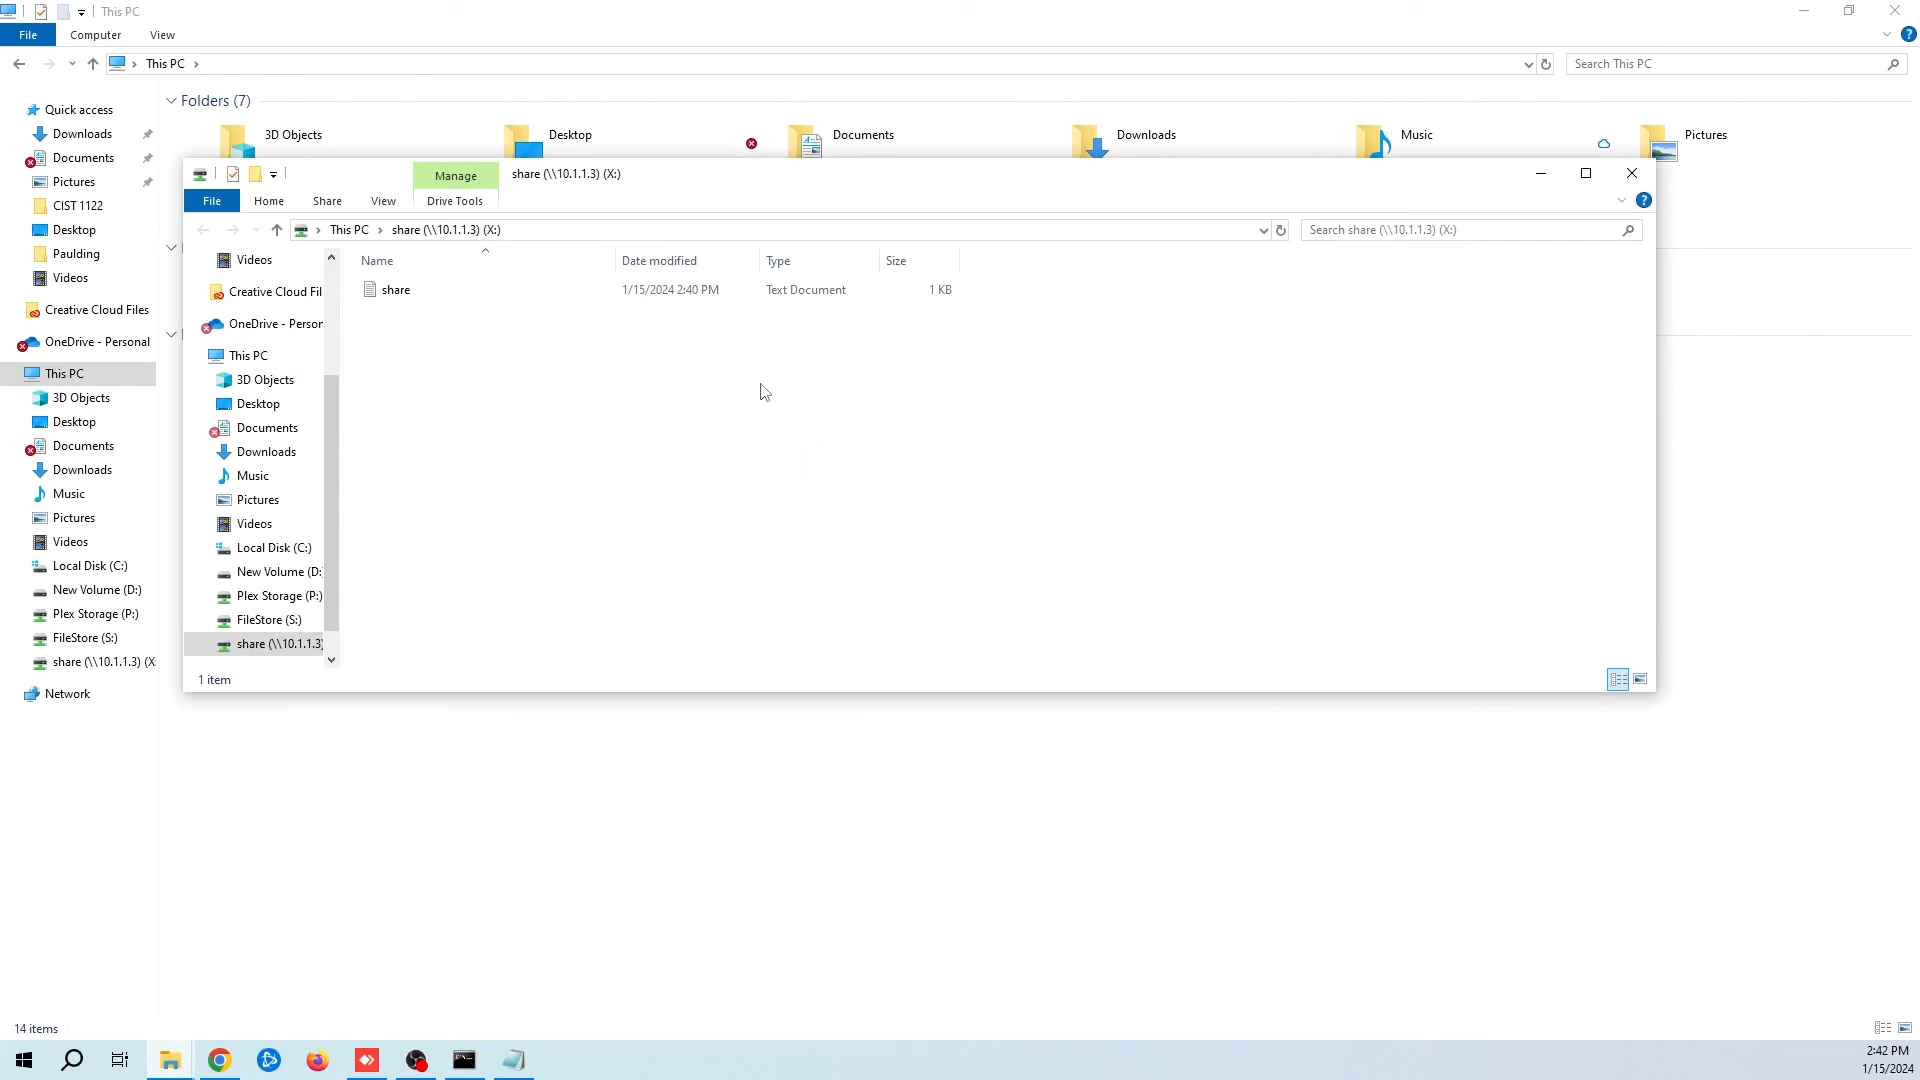 This PC
File Computer View
This PC
Search This PC
Quick access
Downloads
Documents
Pictures
CIST 1122
Desktop
Paulding
Videos
Creative Cloud Files
OneDrive - Personal
This PC
3D Objects
Desktop
Documents
Downloads
Music
Pictures
Videos
Local Disk (C:)
New Volume (D:)
Plex Storage (P:)
FileStore (S:)
share (\\10.1.1.3) (X
Network
Folders (7)
3D Objects Desktop Documents Downloads Music Pictures
Manage share (\\10.1.1.3) (X:)
File Home Share View Drive Tools
This PC share (\\10.1.1.3) (X:)
Search share (\\10.1.1.3) (X:)
Videos
Creative Cloud Fil
OneDrive - Person
This PC
3D Objects
Desktop
Documents
Downloads
Music
Pictures
Videos
Local Disk (C:)
New Volume (D:
Plex Storage (P:)
FileStore (S:)
share (\\10.1.1.3)
Name Date modified Type Size
share 1/15/2024 2:40 PM Text Document 1 KB
1 item
14 items
2:42 PM
1/15/2024